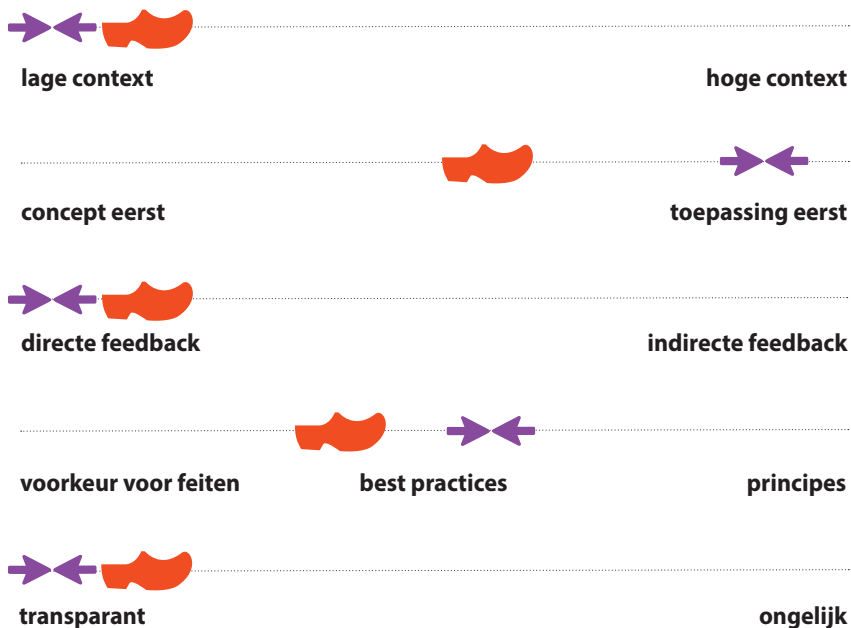 lage context hoge context
concept eerst toepassing eerst
directe feedback indirecte feedback
voorkeur voor feiten best practices principes
transparant ongelijk